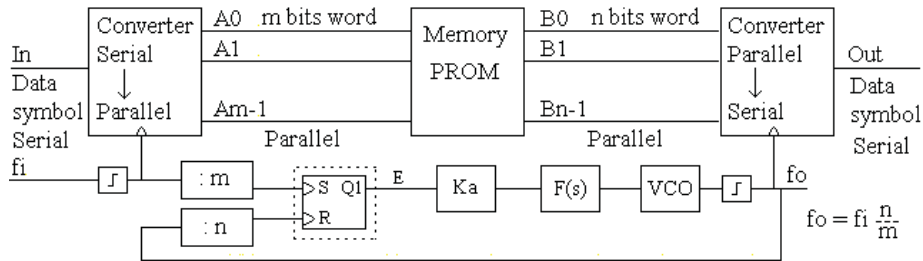 Converter
Serial
Parallel
In
Data
symbol
Serial
fi
A0 m bits word
A1
Am-1
Parallel
Memory
PROM
B0 n bits word
B1
Bn-1
Parallel
Converter
Parallel
Serial
Out
Data
symbol
Serial
: m
: n
S Q1
R
E
Ka
F(s)
VCO
fo
fo = fi n/m